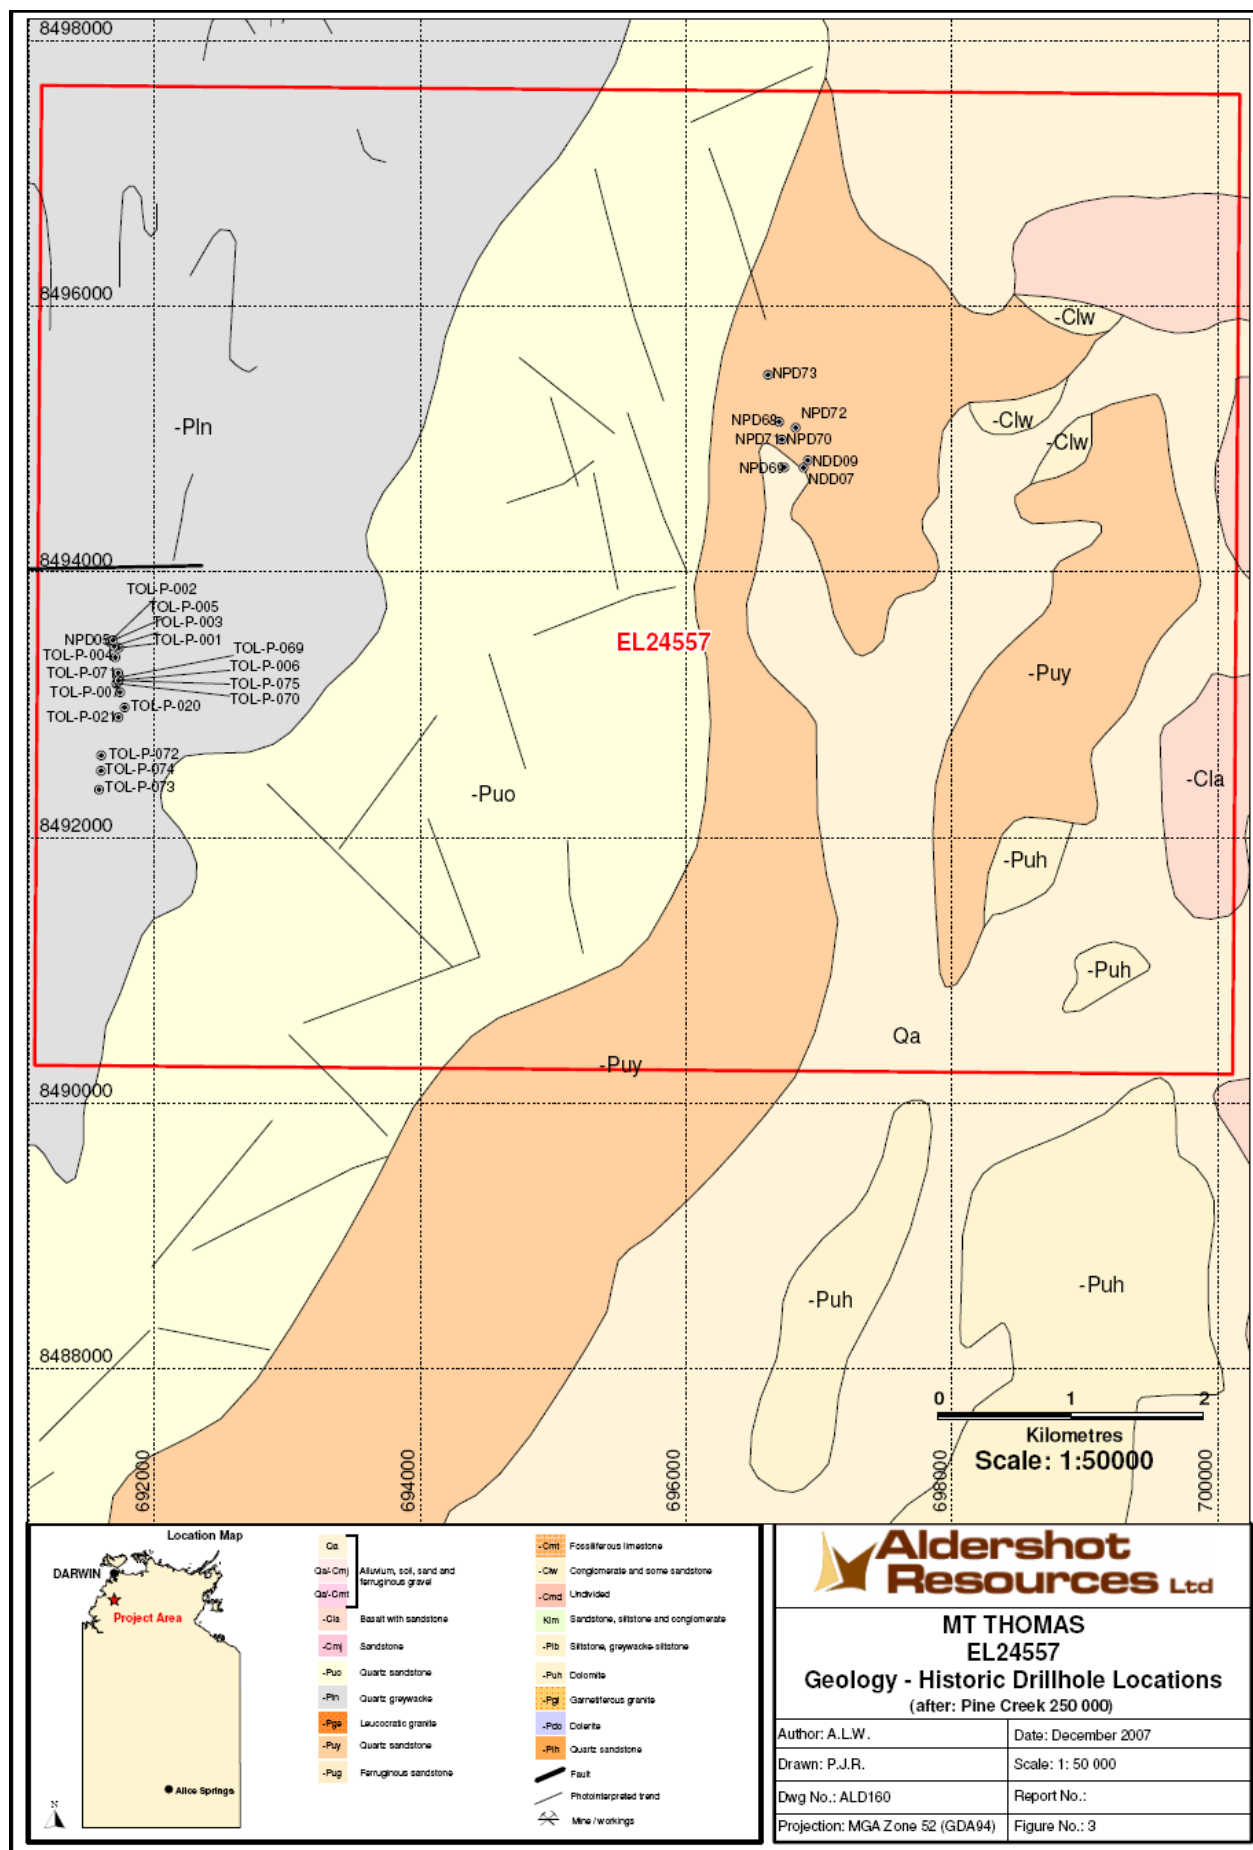 8498000
8496000
-Clw
NPD73
-Pln
NPD68
NPD72
-Clw
-Clw
NPD71
NPD70
NPD69
NDD09
NDD07
8494000
TOL-P-002
TOL-P-005
TOL-P-003
NPD05
TOL-P-001
TOL-P-004
TOL-P-069
TOL-P-071
TOL-P-006
TOL-P-075
TOL-P-007
TOL-P-070
TOL-P-020
TOL-P-021
EL24557
-Puy
TOL-P-072
TOL-P-074
TOL-P-073
-Puo
-Cla
8492000
-Puh
-Puh
Qa
-Puy
8490000
-Puh
-Puh
8488000
0 1 2
Kilometres
Scale: 1:50000
692000
694000
696000
698000
700000
Location Map
DARWIN
Project Area
Alice Springs
N
Qa
Qa/-Cmj
Alluvium, soil, sand and
ferruginous gravel
Qa/-Cmt
-Cla Basalt with sandstone
-Cmj Sandstone
-Puo Quartz sandstone
-Pln Quartz greywacke
-Pge Leucocratic granite
-Puy Quartz sandstone
-Pug Ferruginous sandstone
-Cmt Fossiliferous limestone
-Clw Conglomerate and some sandstone
-Cmd Undivided
Klm Sandstone, siltstone and conglomerate
-Plb Siltstone, greywacke-siltstone
-Puh Dolomite
-Pgl Garnetiferous granite
-Pdo Dolerite
-Plh Quartz sandstone
Fault
Photointerpreted trend
Mine / workings
Aldershot
Resources Ltd
MT THOMAS
EL24557
Geology - Historic Drillhole Locations
(after: Pine Creek 250 000)
Author: A.L.W.
Date: December 2007
Drawn: P.J.R.
Scale: 1: 50 000
Dwg No.: ALD160
Report No.:
Projection: MGA Zone 52 (GDA94)
Figure No.: 3